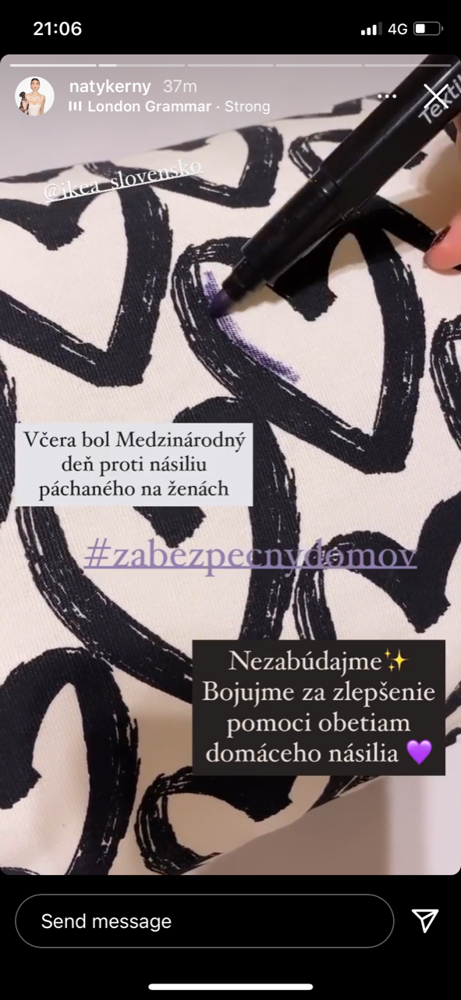 21:06
4G
natykerny 37m
London Grammar · Strong
Textil
@ikea_slovensko
Včera bol Medzinárodný
deň proti násiliu
páchaného na ženách
#zabezpecnydomov
Nezabúdajme✨
Bojujme za zlepšenie
pomoci obetiam
domáceho násilia 💜
Send message